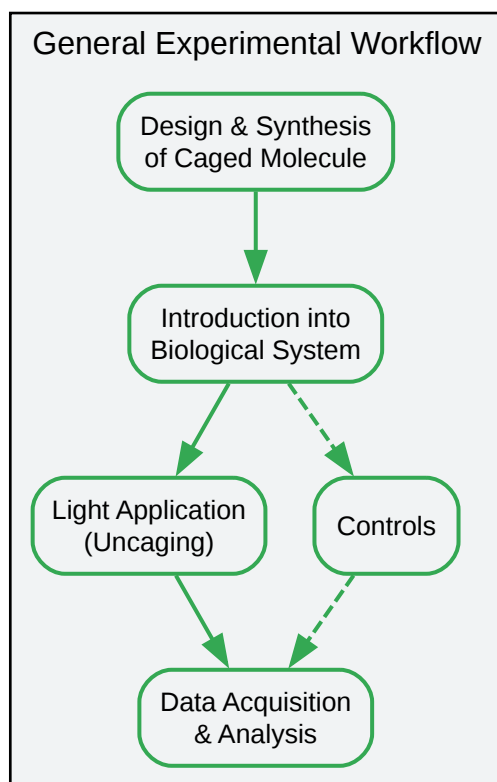 General Experimental Workflow
Design & Synthesis
of Caged Molecule
Introduction into
Biological System
Light Application
(Uncaging)
Controls
Data Acquisition
& Analysis